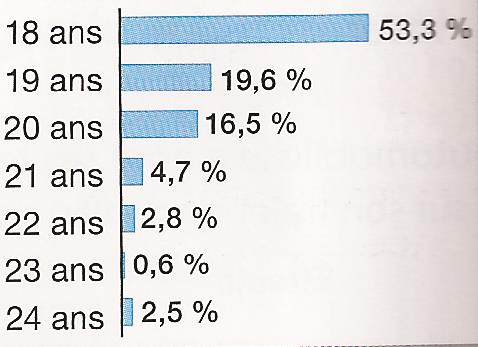 18 ans 53,3 %
19 ans 19,6 %
20 ans 16,5 %
21 ans 4,7 %
22 ans 2,8 %
23 ans 0,6 %
24 ans 2,5 %